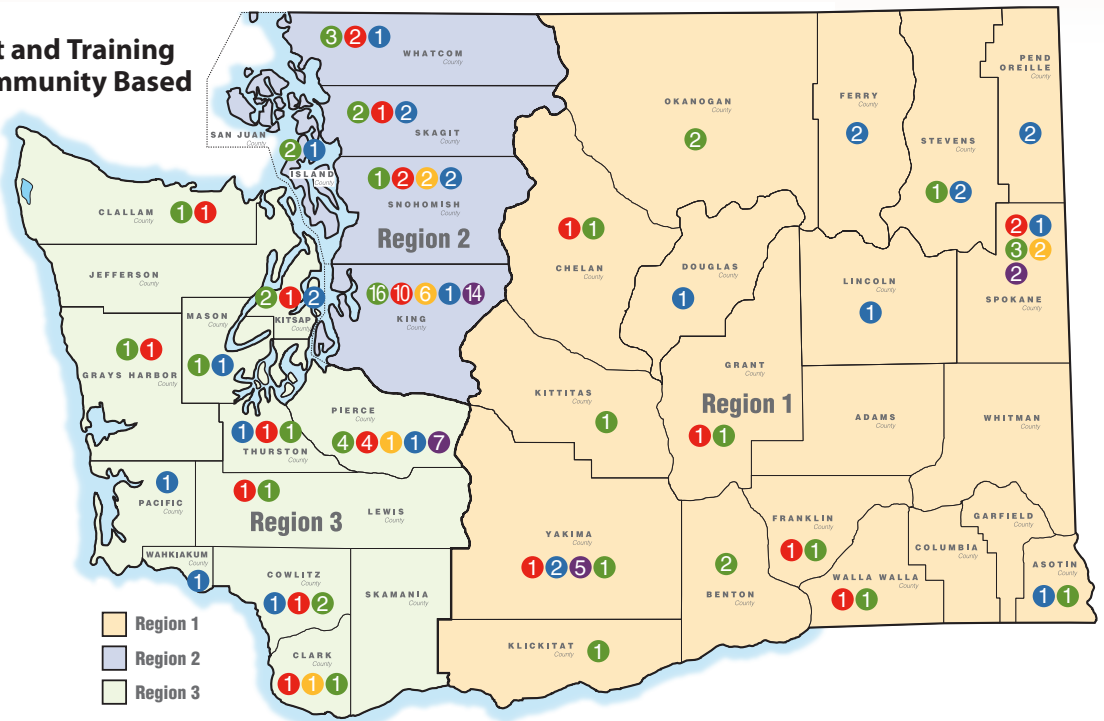 t and Training
mmunity Based
3 2 1
WHATCOM
County
2 1 2
SKAGIT
County
SAN JUAN
County
2 1
ISLAND
County
1 2 2 2
SNOHOMISH
County
Region 2
16 10 6 1 14
KING
County
OKANOGAN
County
2
FERRY
County
2
STEVENS
County
1 2
PEND
OREILLE
County
2
2 1
3 2
2
SPOKANE
County
1 1
CHELAN
County
DOUGLAS
County
1
LINCOLN
County
1
GRANT
County
Region 1
1 1
KITTITAS
County
1
ADAMS
County
WHITMAN
County
YAKIMA
County
1 2 5 1
2
BENTON
County
FRANKLIN
County
1 1
WALLA WALLA
County
1 1
COLUMBIA
County
GARFIELD
County
ASOTIN
County
1 1
KLICKITAT
County
1
CLALLAM
County
1 1
JEFFERSON
County
2 1 2
KITSAP
County
MASON
County
1 1
1 1
GRAYS HARBOR
County
1 1 1
THURSTON
County
PIERCE
County
4 4 1 1 7
1
PACIFIC
County
1 1
LEWIS
County
Region 3
WAHKIAKUM
County
1
COWLITZ
County
1 1 2
SKAMANIA
County
CLARK
County
1 1 1
Region 1
Region 2
Region 3